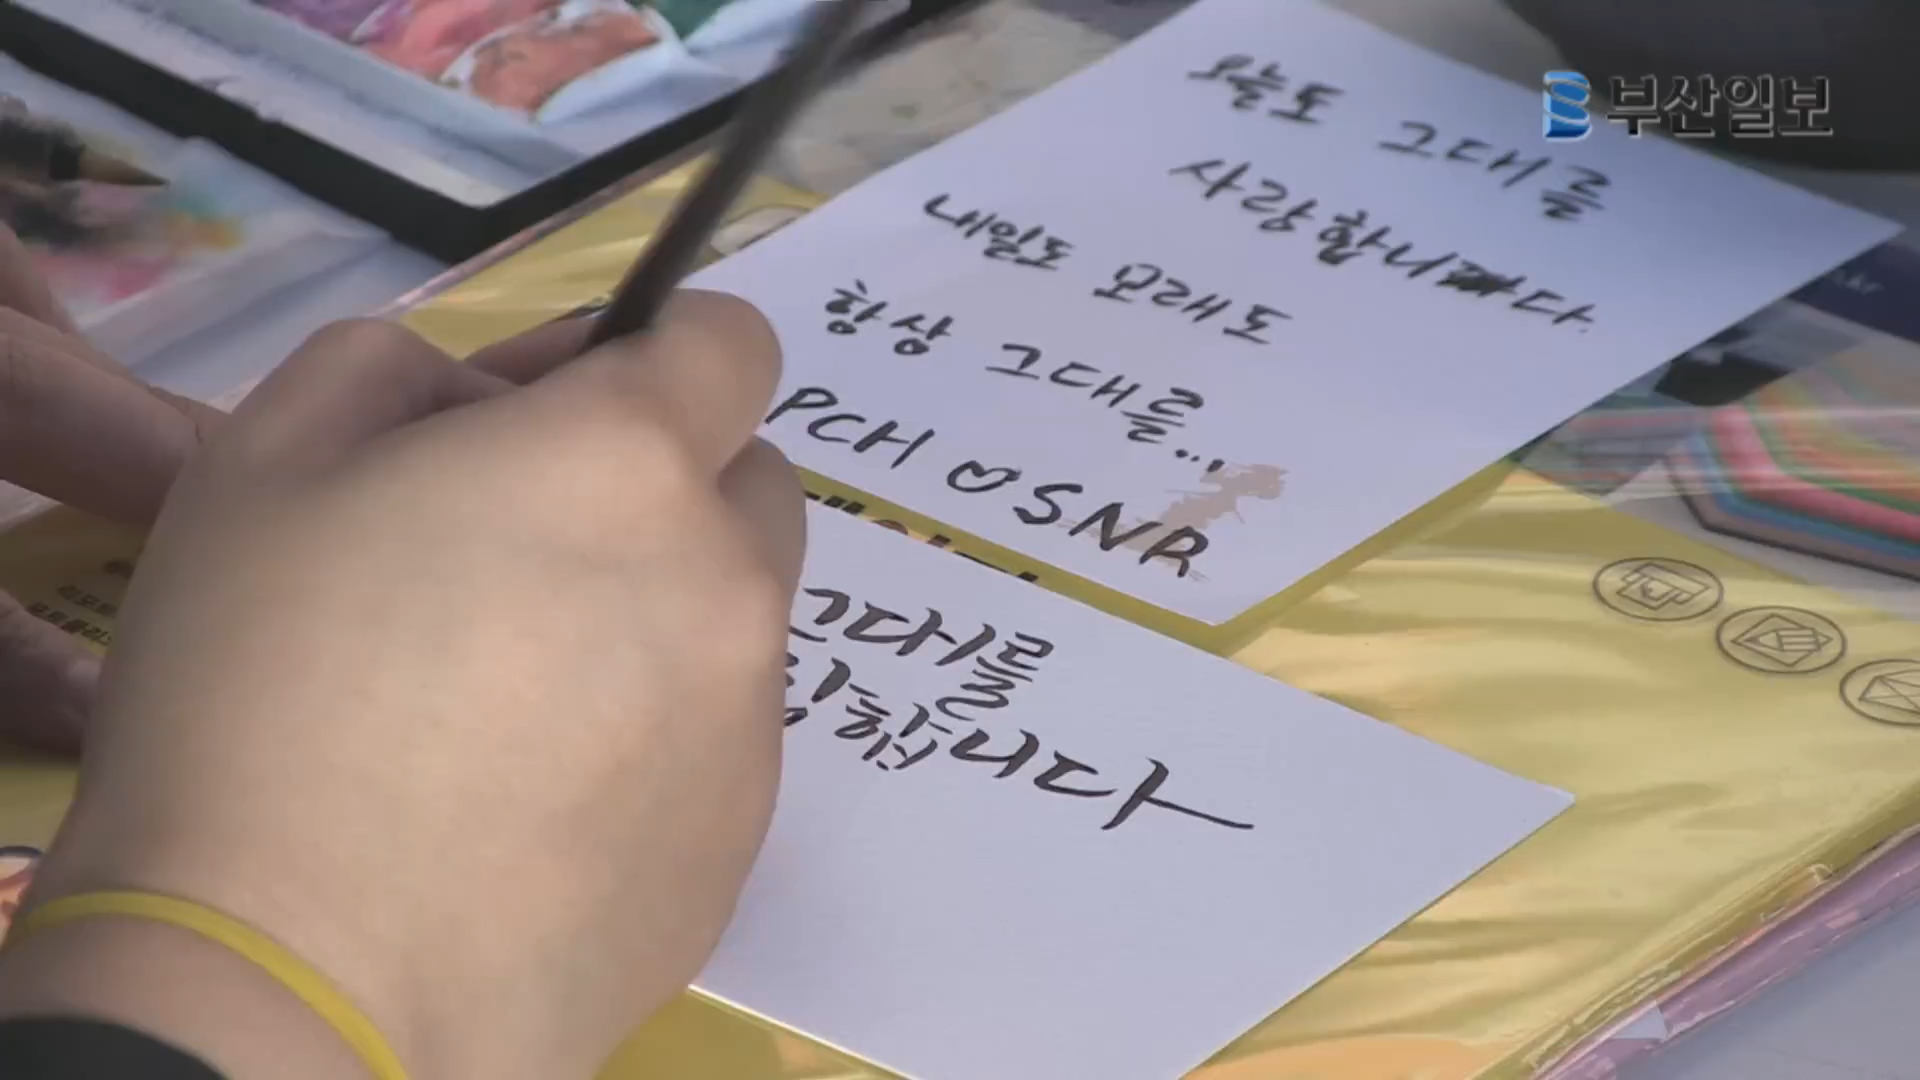 부산일보
오늘도 그대를
사랑합니다.
내일도 모레도
항상 그대를..,
PCH ♡ SNR
그대를
랑합니다